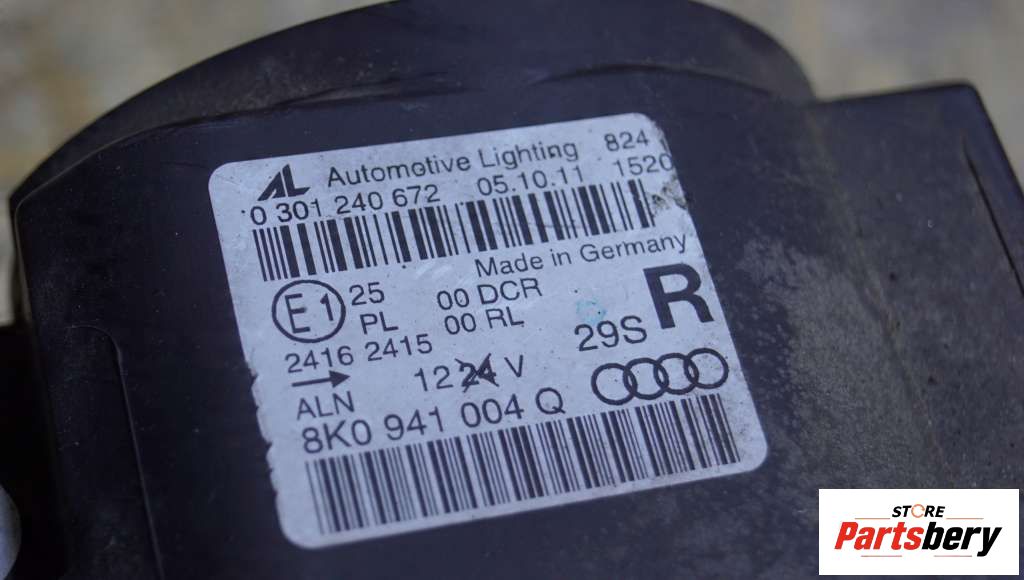 AL Automotive Lighting 824
0 301 240 672 05.10.11 1520
Made in Germany
E1 25 00 DCR R
PL 00 RL 29S
2416 2415
12 24 V
ALN
8K0 941 004 Q
STORE
Partsbery